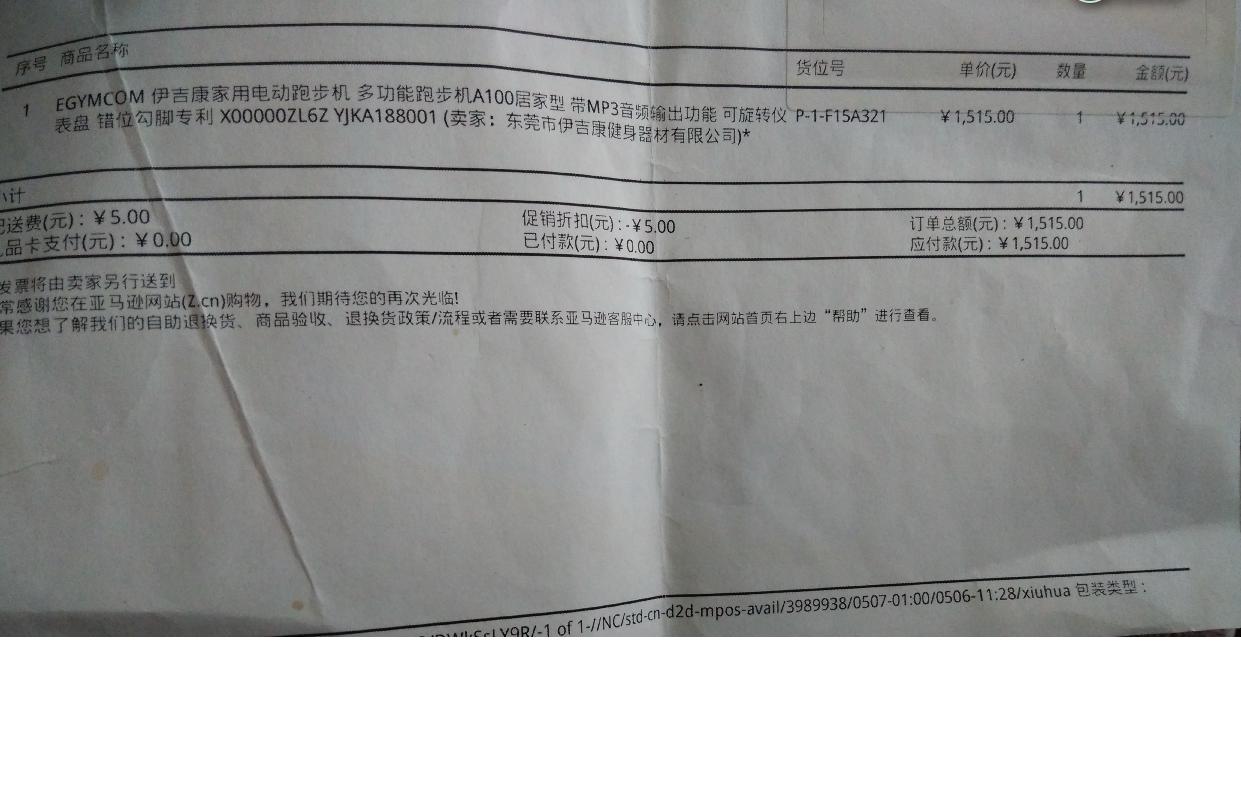 序号 商品名称 货位号 单价(元) 数量 金额(元)
1 EGYMCOM 伊吉康家用电动跑步机 多功能跑步机A100居家型 带MP3音频输出功能 可旋转仪 P-1-F15A321 ¥1,515.00 1 ¥1,515.00
表盘 错位勾脚专利 X00000ZL6Z YJKA188001 (卖家：东莞市伊吉康健身器材有限公司)*
小计 1 ¥1,515.00
送费(元)：¥5.00 促销折扣(元)：-¥5.00 订单总额(元)：¥1,515.00
品卡支付(元)：¥0.00 已付款(元)：¥0.00 应付款(元)：¥1,515.00
发票将由卖家另行送到
常感谢您在亚马逊网站(Z.cn)购物，我们期待您的再次光临!
果您想了解我们的自助退换货、商品验收、退换货政策/流程或者需要联系亚马逊客服中心，请点击网站首页右上边“帮助”进行查看。
/-1 of 1-//NC/std-cn-d2d-mpos-avail/3989938/0507-01:00/0506-11:28/xiuhua 包装类型：